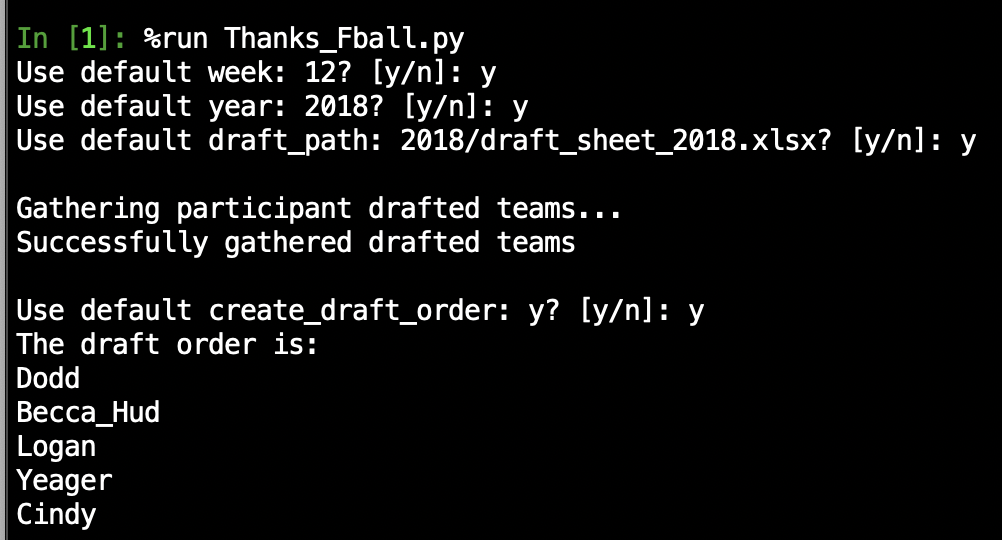 In [1]: %run Thanks_Fball.py
Use default week: 12? [y/n]: y
Use default year: 2018? [y/n]: y
Use default draft_path: 2018/draft_sheet_2018.xlsx? [y/n]: y
Gathering participant drafted teams...
Successfully gathered drafted teams
Use default create_draft_order: y? [y/n]: y
The draft order is:
Dodd
Becca_Hud
Logan
Yeager
Cindy